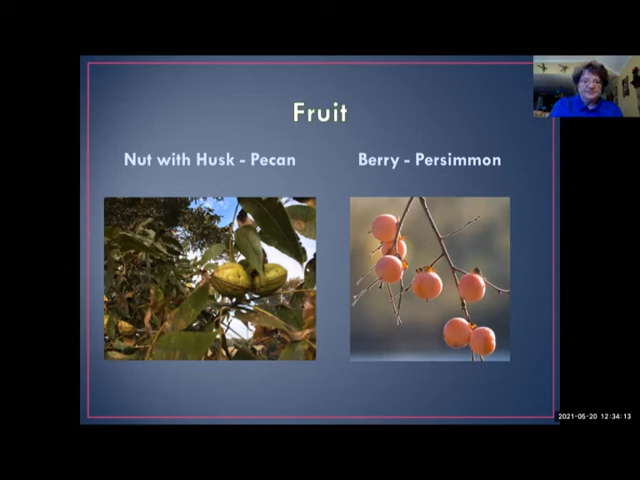 Fruit
Nut with Husk - Pecan
Berry - Persimmon
2021-05-20 12:34:13